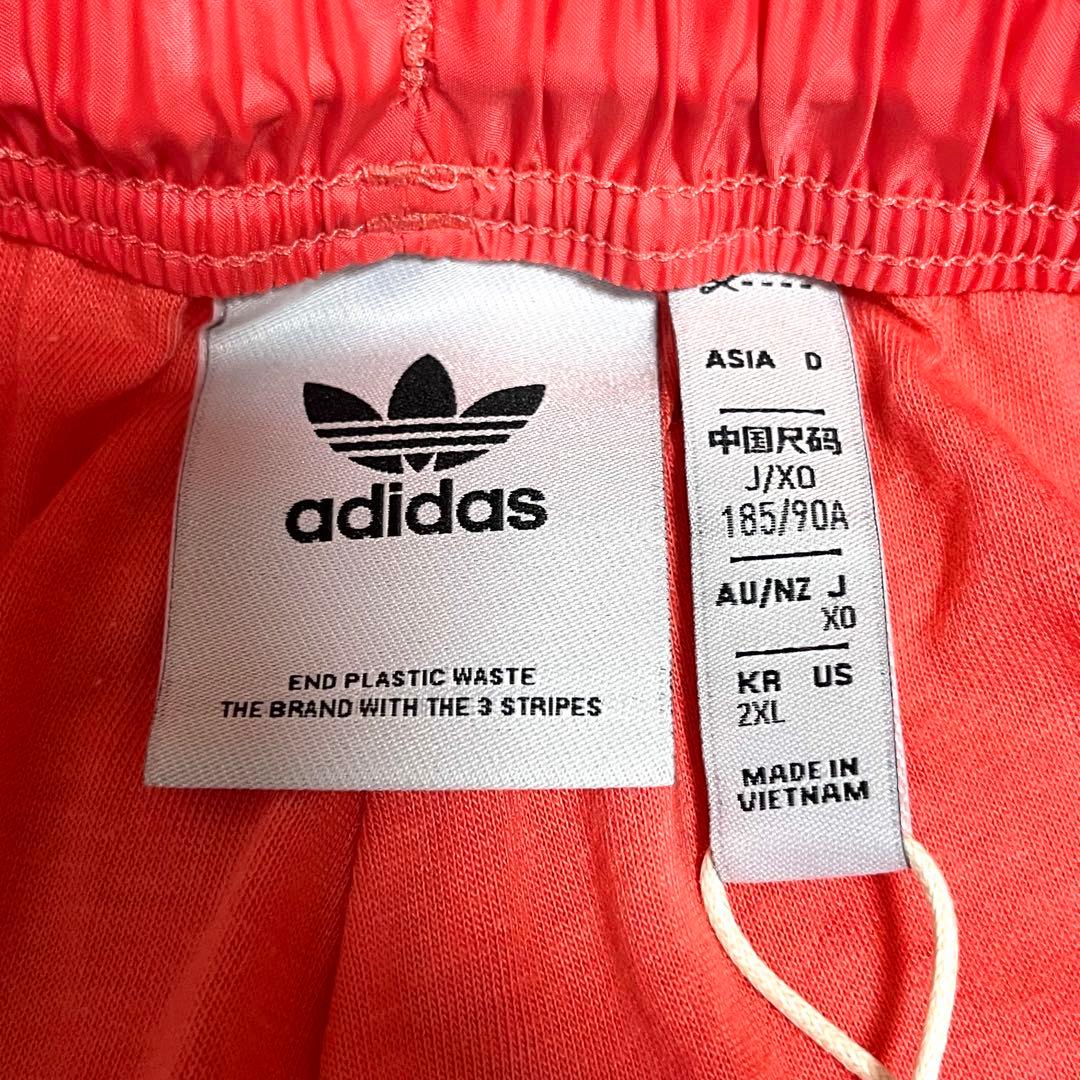 adidas
END PLASTIC WASTE
THE BRAND WITH THE 3 STRIPES
ASIA D
中国尺码
J/XO
185/90A
AU/NZ J
XO
KR US
2XL
MADE IN
VIETNAM